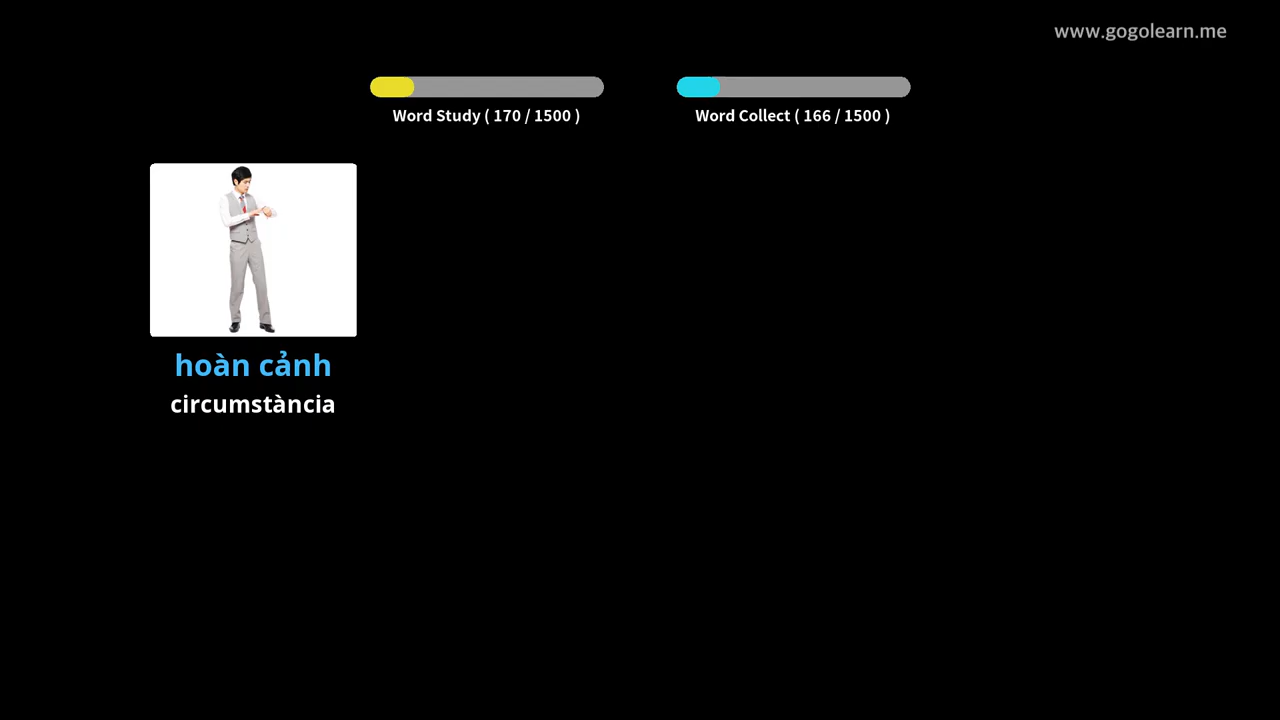 www.gogolearn.me
Word Study ( 170 / 1500 )
Word Collect ( 166 / 1500 )
hoàn cảnh
circumstància